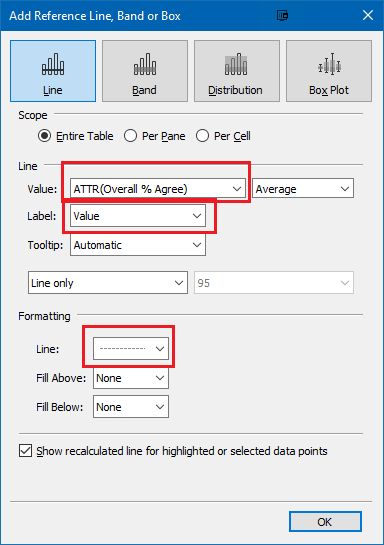 Add Reference Line, Band or Box
Line Band Distribution Box Plot
Scope
Entire Table Per Pane Per Cell
Line
Value: ATTR(Overall % Agree) Average
Label: Value
Tooltip: Automatic
Line only 95
Formatting
Line:
Fill Above: None
Fill Below: None
Show recalculated line for highlighted or selected data points
OK